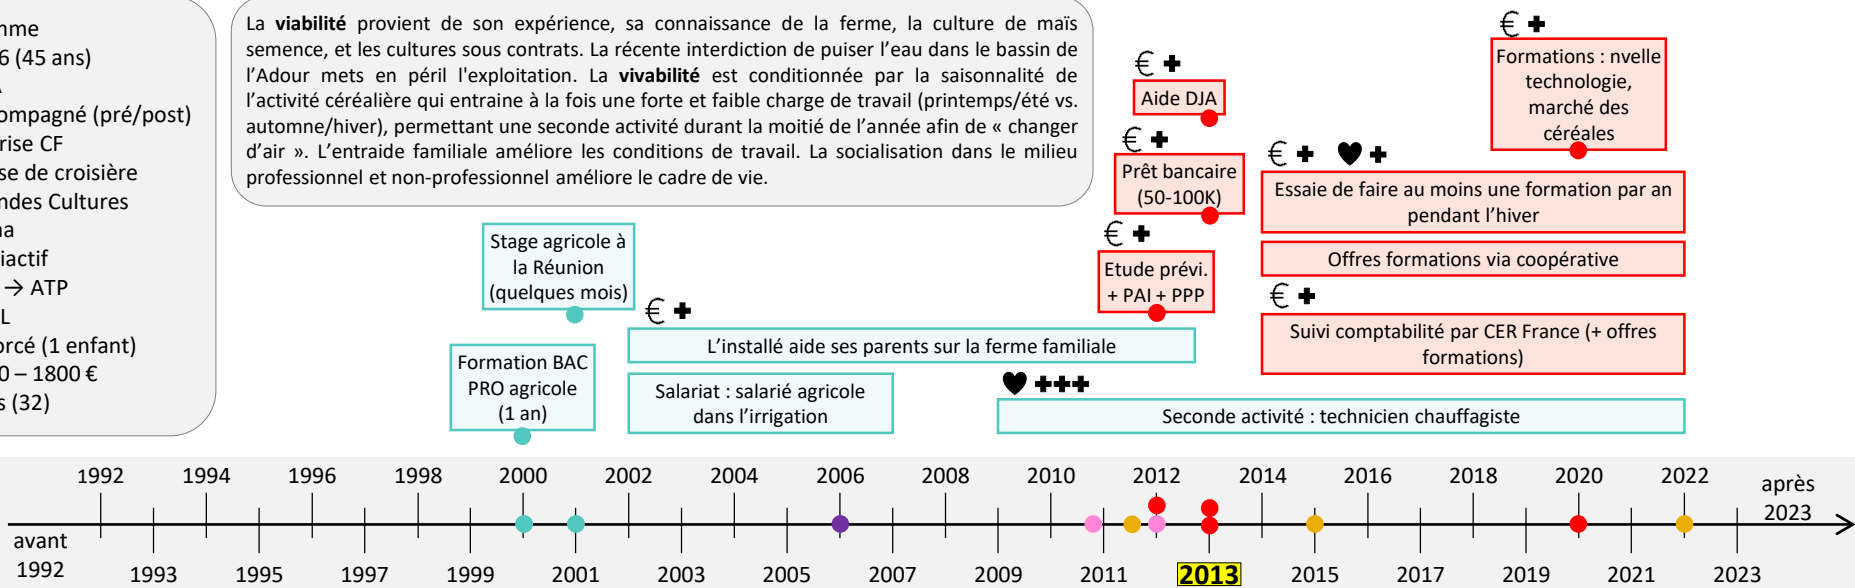 mme
6 (45 ans)
ompagné (pré/post)
rise CF
se de croisière
ndes Cultures
na
iactif
→ ATP
L
orcé (1 enfant)
0 – 1800 €
s (32)
La viabilité provient de son expérience, sa connaissance de la ferme, la culture de maïs
semence, et les cultures sous contrats. La récente interdiction de puiser l’eau dans le bassin de
l’Adour mets en péril l'exploitation. La vivabilité est conditionnée par la saisonnalité de
l’activité céréalière qui entraine à la fois une forte et faible charge de travail (printemps/été vs.
automne/hiver), permettant une seconde activité durant la moitié de l’année afin de « changer
d’air ». L’entraide familiale améliore les conditions de travail. La socialisation dans le milieu
professionnel et non-professionnel améliore le cadre de vie.
Stage agricole à
la Réunion
(quelques mois)
Formation BAC
PRO agricole
(1 an)
€ +
L’installé aide ses parents sur la ferme familiale
Salariat : salarié agricole
dans l’irrigation
+++
Seconde activité : technicien chauffagiste
€ +
Aide DJA
€ +
Prêt bancaire
(50-100K)
€ +
Etude prévi.
+ PAI + PPP
€ +
Formations : nvelle
technologie,
marché des
céréales
€ + +
Essaie de faire au moins une formation par an
pendant l’hiver
Offres formations via coopérative
€ +
Suivi comptabilité par CER France (+ offres
formations)
1992 1994 1996 1998 2000 2002 2004 2006 2008 2010 2012 2014 2016 2018 2020 2022 après
2023
avant
1992 1993 1995 1997 1999 2001 2003 2005 2007 2009 2011 2013 2015 2017 2019 2021 2023